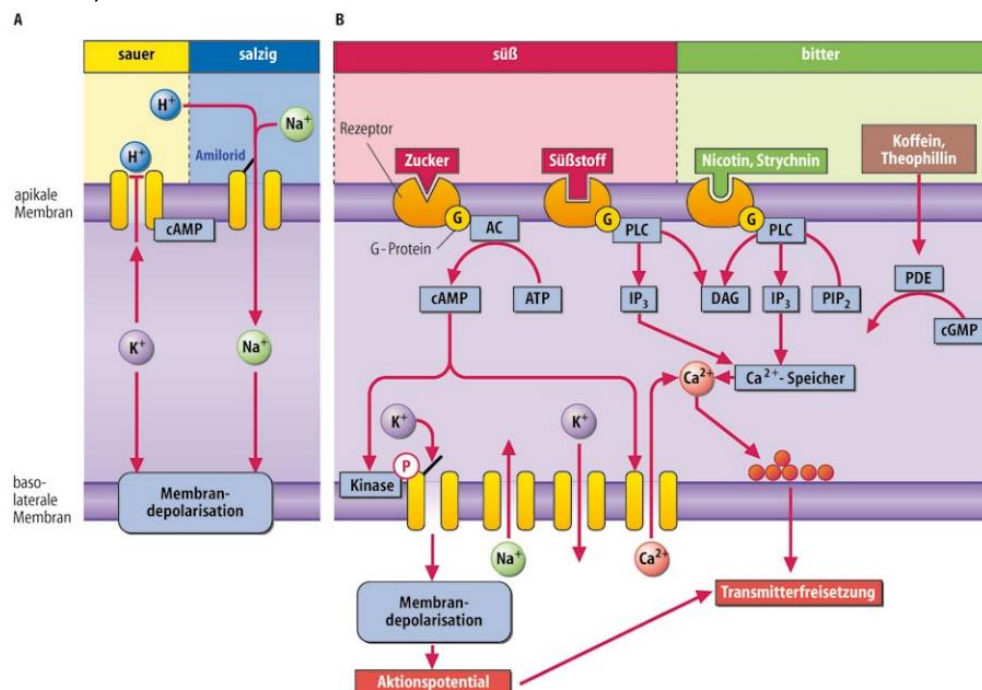 A
B
sauer
salzig
süß
bitter
H+
Na+
H+
Amilorid
Rezeptor
Zucker
Süßstoff
Nicotin, Strychnin
Koffein,
Theophillin
apikale
Membran
cAMP
G
AC
G
PLC
G
PLC
G-Protein
cAMP
ATP
IP3
DAG
IP3
PIP2
PDE
cGMP
K+
Na+
Ca2+
Ca2+-Speicher
K+
K+
P
Kinase
baso-
laterale
Membran
Membran-
depolarisation
Na+
Ca2+
Membran-
depolarisation
Transmitterfreisetzung
Aktionspotential